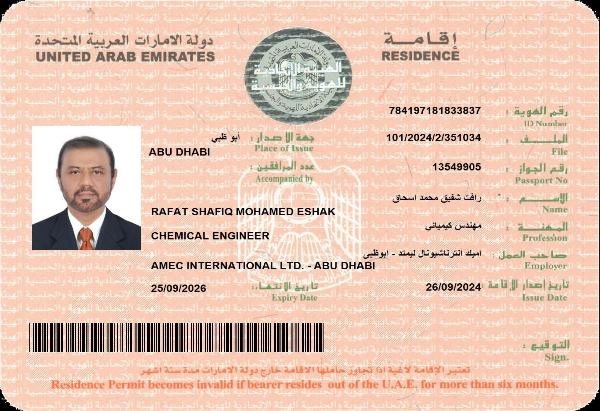 دولة الامارات العربية المتحدة
إقامة
UNITED ARAB EMIRATES
RESIDENCE
رقم الهوية : 784197181833837
ID Number
الملف : 101/2024/2/351034
File
جهة الاصدار : أبو ظبي
Place of Issue
ABU DHABI
رقم الجواز : 13549905
Passport No
عدد المرافقين :
Accompanied by
الاسم : رافت شفيق محمد اسحاق
Name
RAFAT SHAFIQ MOHAMED ESHAK
المهنة : مهندس كيميائي
Profession
CHEMICAL ENGINEER
صاحب العمل : اميك انترناشيونال ليمتد - ابوظبي
Employer
AMEC INTERNATIONAL LTD. - ABU DHABI
تاريخ إصدار الإقامة : 26/09/2024
Issue Date
تاريخ الانتهاء : 25/09/2026
Expiry Date
التوقيع :
Sign.
تعتبر الإقامة لاغية اذا تجاوز حاملها الاقامة خارج دولة الامارات مدة ستة اشهر
Residence Permit becomes invalid if bearer resides out of the U.A.E. for more than six months.